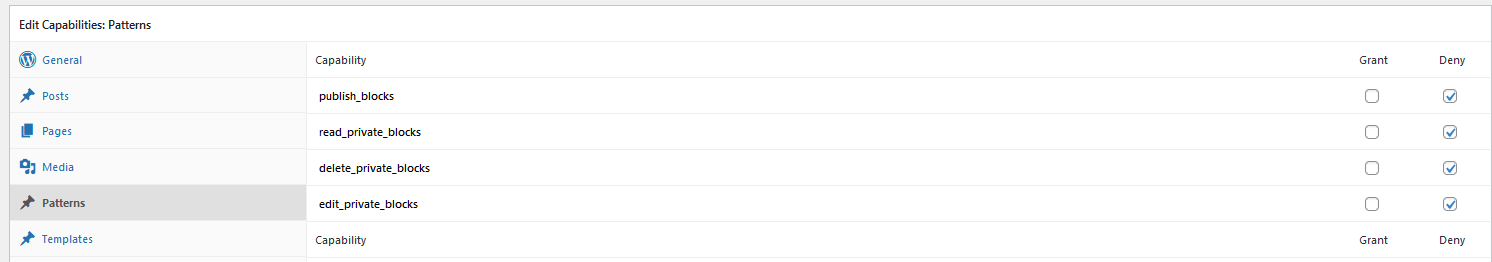 Edit Capabilities: Patterns
General
Capability Grant Deny
Posts
publish_blocks
Pages
read_private_blocks
Media
delete_private_blocks
Patterns
edit_private_blocks
Templates
Capability Grant Deny